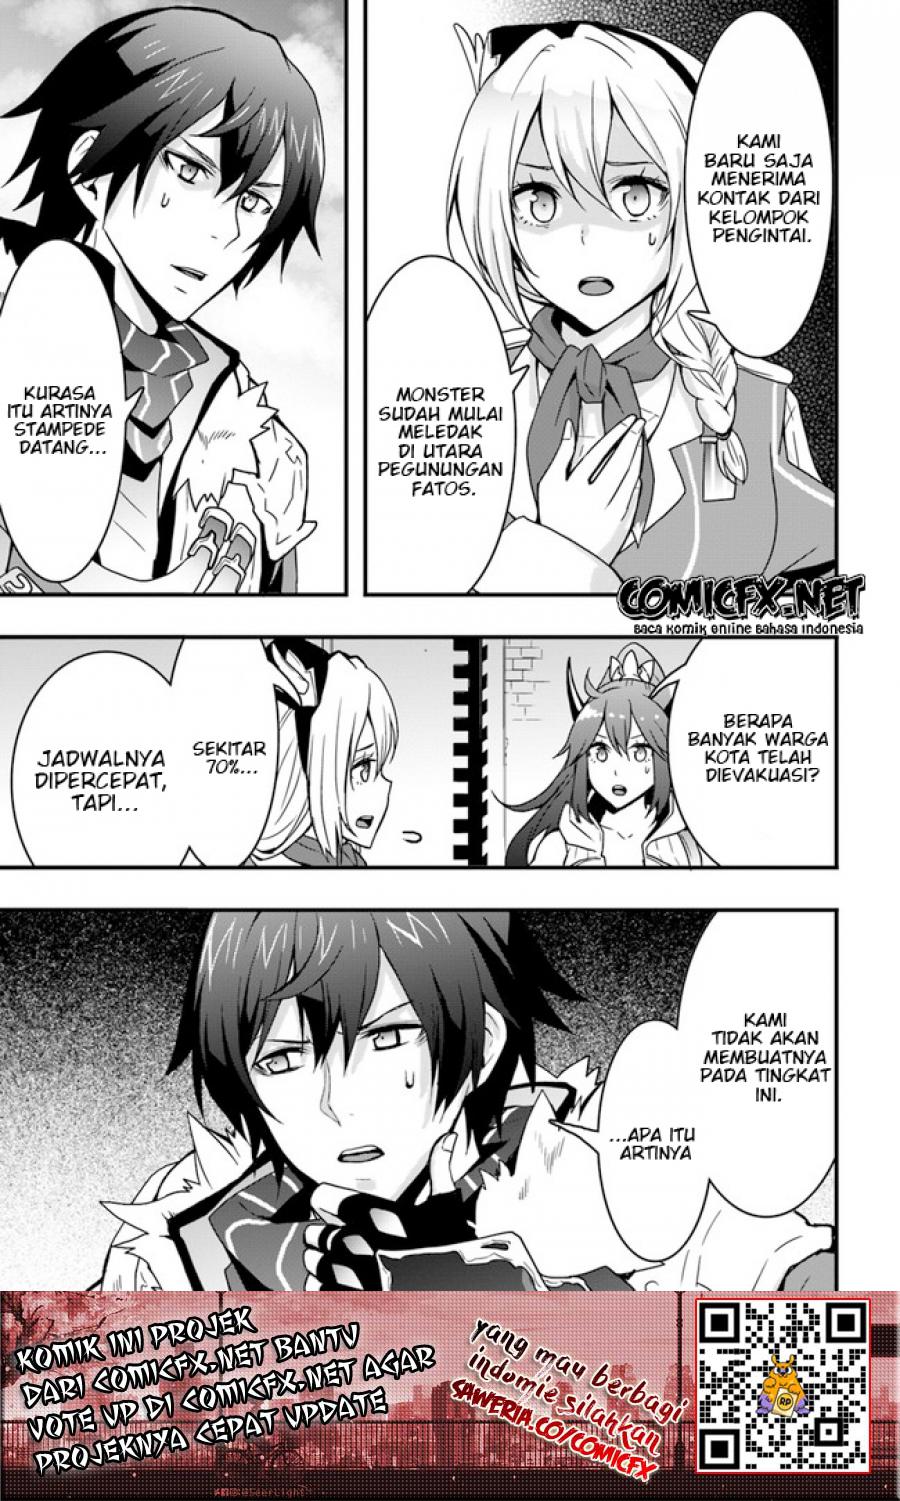 KAMI
BARU SAJA
MENERIMA
KONTAK DARI
KELOMPOK
PENGINTAI.
MONSTER
SUDAH MULAI
MELEDAK
DI UTARA
PEGUNUNGAN
FATOS.
KURASA
ITU ARTINYA
STAMPEDE
DATANG...
COMICFX.NET
BACA KOMIK ONLINE BAHASA INDONESIA
BERAPA
BANYAK WARGA
KOTA TELAH
DIEVAKUASI?
SEKITAR
70%...
JADWALNYA
DIPERCEPAT,
TAPI...
KAMI
TIDAK AKAN
MEMBUATNYA
PADA TINGKAT
INI.
...APA ITU
ARTINYA
KOMIK INI PROJEK
DARI COMICFX.NET BANTU
VOTE UP DI COMICFX.NET AGAR
PROJEKNYA CEPAT UPDATE
yang mau berbagi
indomie silahkan
SAWERIA.CO/COMICFX
RP
@SeerLight